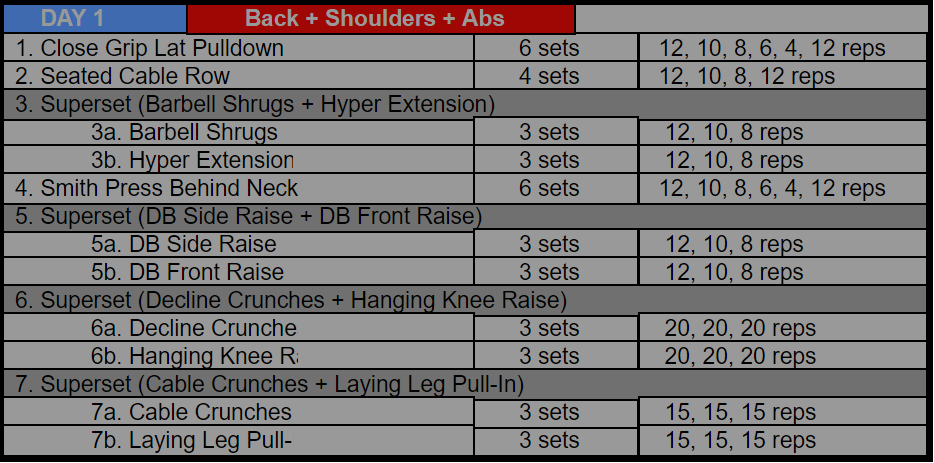 DAY 1 Back + Shoulders + Abs
1. Close Grip Lat Pulldown 6 sets 12, 10, 8, 6, 4, 12 reps
2. Seated Cable Row 4 sets 12, 10, 8, 12 reps
3. Superset (Barbell Shrugs + Hyper Extension)
3a. Barbell Shrugs 3 sets 12, 10, 8 reps
3b. Hyper Extension 3 sets 12, 10, 8 reps
4. Smith Press Behind Neck 6 sets 12, 10, 8, 6, 4, 12 reps
5. Superset (DB Side Raise + DB Front Raise)
5a. DB Side Raise 3 sets 12, 10, 8 reps
5b. DB Front Raise 3 sets 12, 10, 8 reps
6. Superset (Decline Crunches + Hanging Knee Raise)
6a. Decline Crunche 3 sets 20, 20, 20 reps
6b. Hanging Knee Ra 3 sets 20, 20, 20 reps
7. Superset (Cable Crunches + Laying Leg Pull-In)
7a. Cable Crunches 3 sets 15, 15, 15 reps
7b. Laying Leg Pull- 3 sets 15, 15, 15 reps